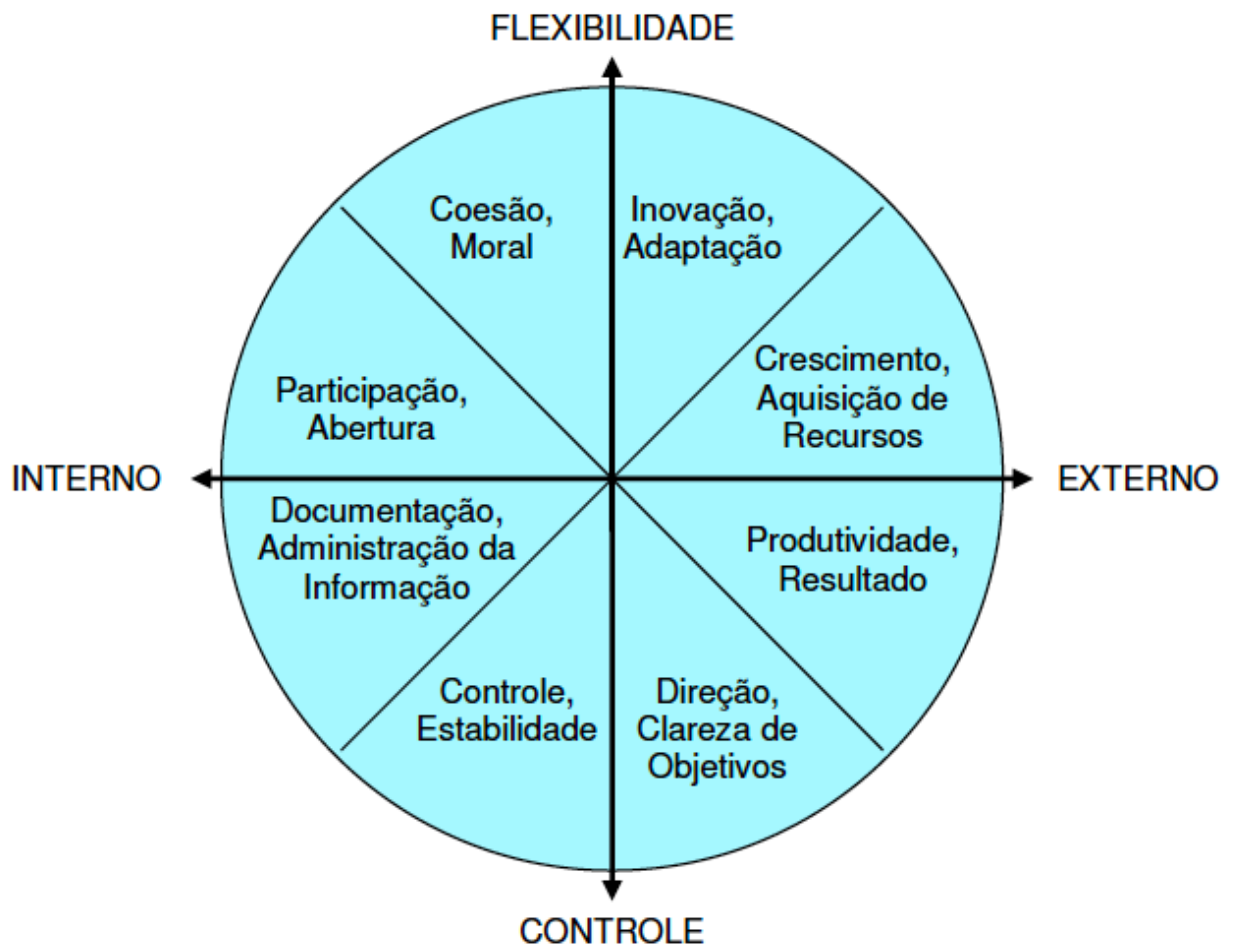 FLEXIBILIDADE
Coesão,
Moral
Inovação,
Adaptação
Participação,
Abertura
Crescimento,
Aquisição de
Recursos
INTERNO
EXTERNO
Documentação,
Administração da
Informação
Produtividade,
Resultado
Controle,
Estabilidade
Direção,
Clareza de
Objetivos
CONTROLE